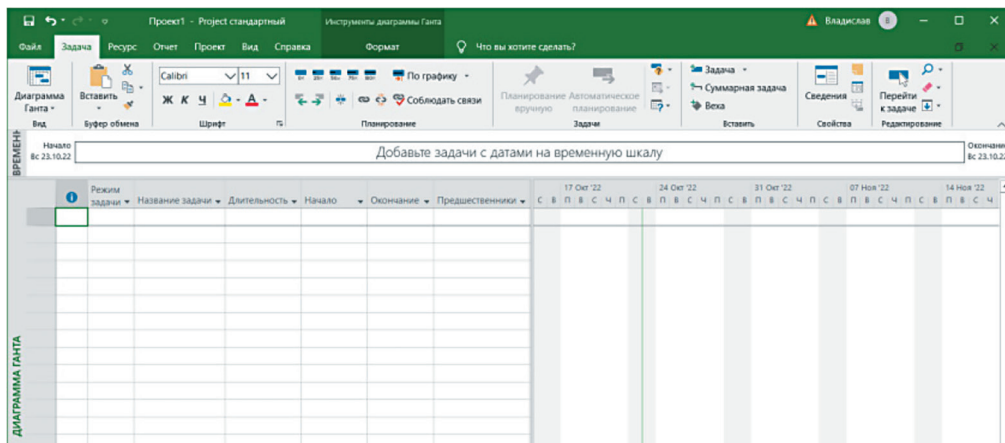 Проект1 - Project стандартный
Инструменты диаграммы Ганта
Владислав В
Файл Задача Ресурс Отчет Проект Вид Справка Формат Что вы хотите сделать?
Диаграмма Ганта
Вставить
Calibri 11
Ж К Ч
По графику
Соблюдать связи
Планирование вручную
Автоматическое планирование
Задача
Суммарная задача
Веха
Сведения
Перейти к задаче
Вид Буфер обмена Шрифт Планирование Задачи Вставить Свойства Редактирование
ВРЕМЕН
Начало
Вс 23.10.22
Добавьте задачи с датами на временную шкалу
Окончани
Вс 23.10.2
Режим задачи Название задачи Длительность Начало Окончание Предшественники
17 Окт '22 24 Окт '22 31 Окт '22 07 Ноя '22 14 Ноя '22
С В П В С Ч П С В П В С Ч П С В П В С Ч П С В П В С Ч П С В П В С Ч
ДИАГРАММА ГАНТА